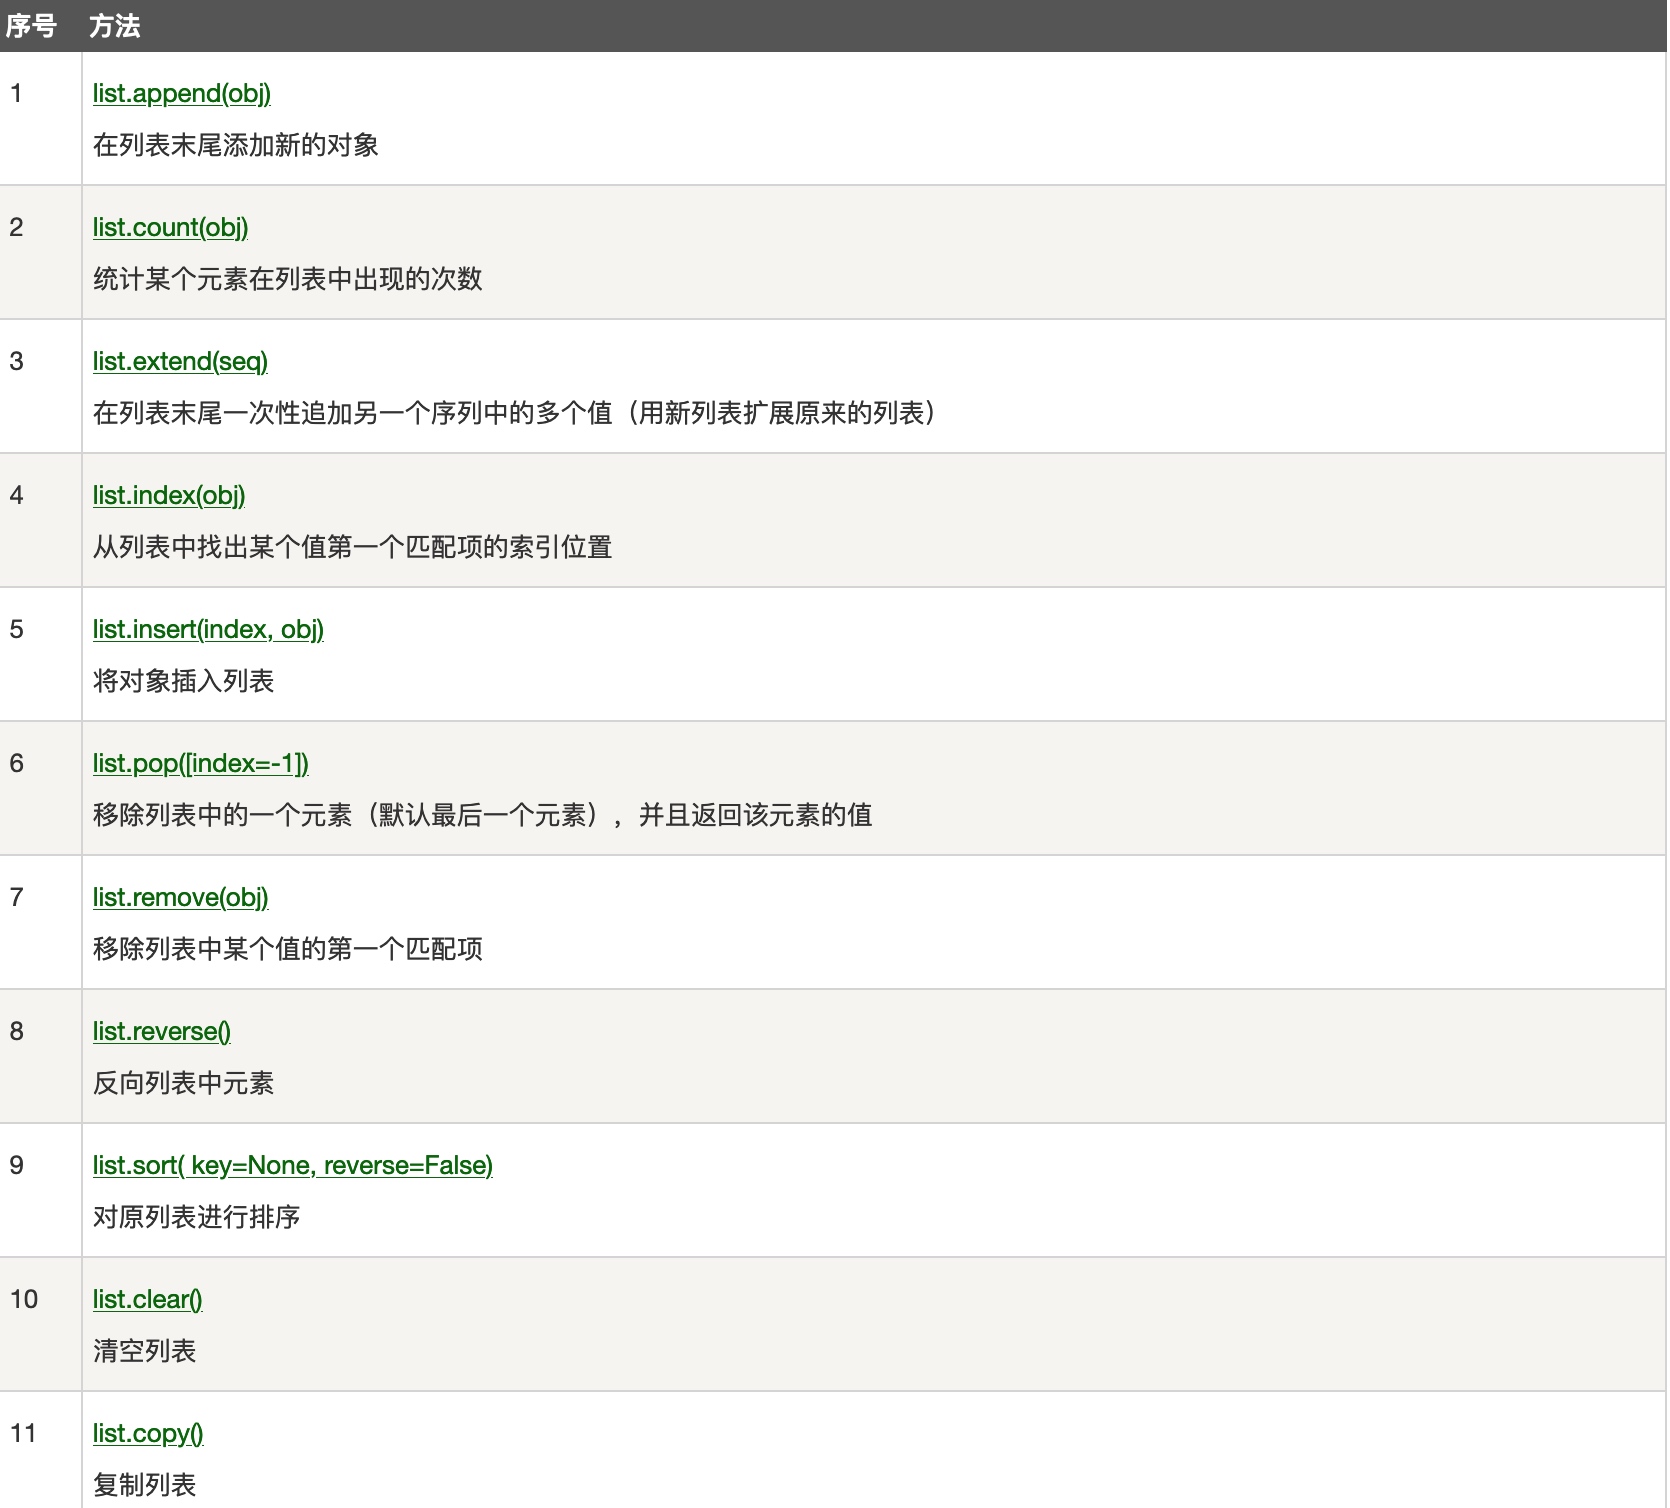 序号 方法
1 list.append(obj)
在列表末尾添加新的对象
2 list.count(obj)
统计某个元素在列表中出现的次数
3 list.extend(seq)
在列表末尾一次性追加另一个序列中的多个值（用新列表扩展原来的列表）
4 list.index(obj)
从列表中找出某个值第一个匹配项的索引位置
5 list.insert(index, obj)
将对象插入列表
6 list.pop([index=-1])
移除列表中的一个元素（默认最后一个元素），并且返回该元素的值
7 list.remove(obj)
移除列表中某个值的第一个匹配项
8 list.reverse()
反向列表中元素
9 list.sort( key=None, reverse=False)
对原列表进行排序
10 list.clear()
清空列表
11 list.copy()
复制列表